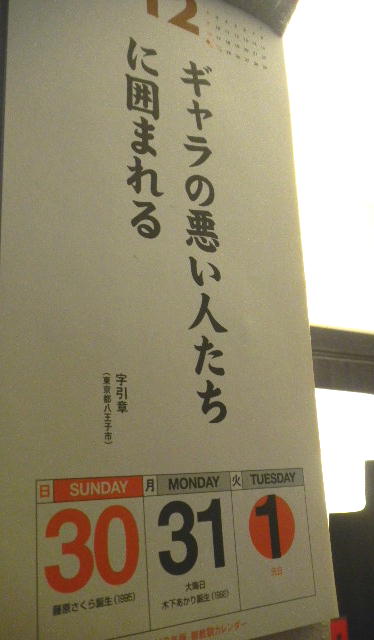 12
ギャラの悪い人たち
に囲まれる
字引章
(東京都八王子市)
日 SUNDAY 月 MONDAY 火 TUESDAY
30 31 1
藤原さくら誕生(1995)
大晦日
木下あかり誕生(1992)
元日